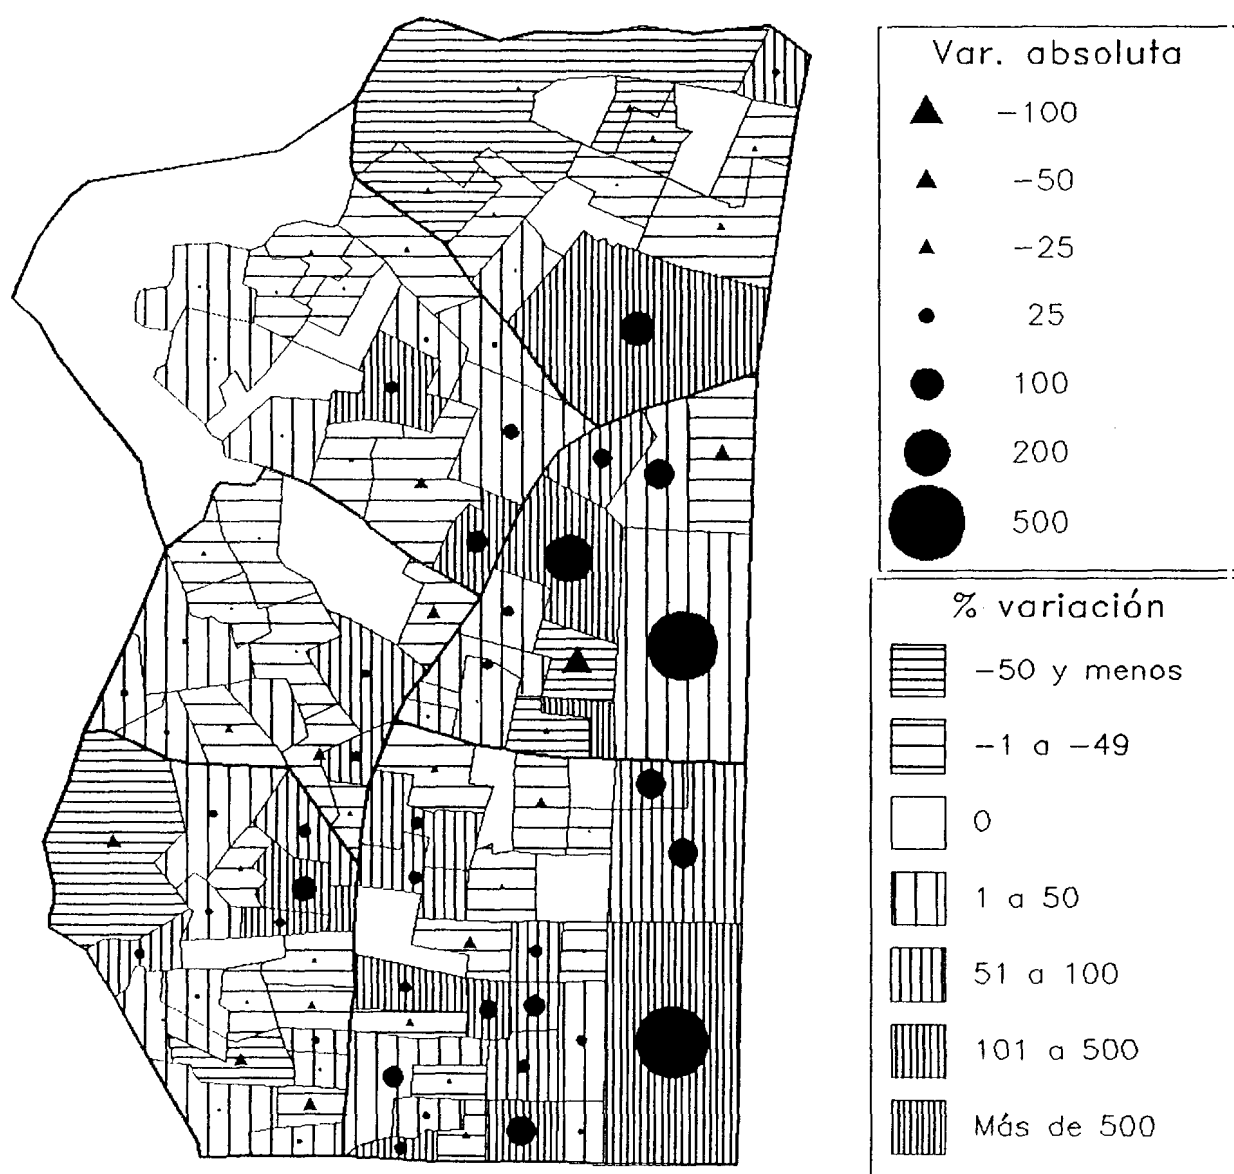 Var. absoluta
-100
-50
-25
25
100
200
500
% variación
-50 y menos
-1 a -49
0
1 a 50
51 a 100
101 a 500
Más de 500